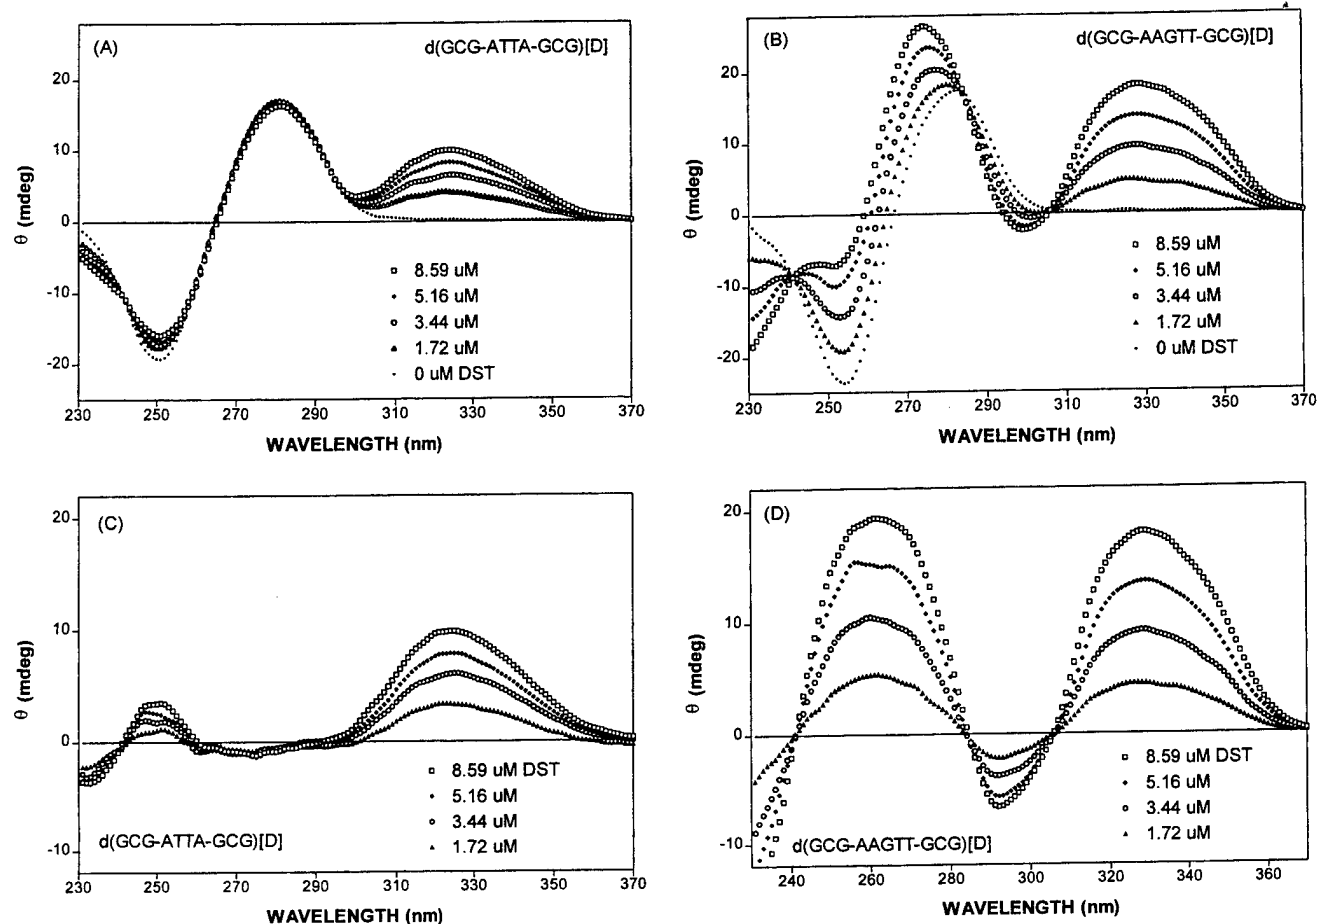 (A)
d(GCG-ATTA-GCG)[D]
20
10
0
-10
-20
θ (mdeg)
8.59 uM
5.16 uM
3.44 uM
1.72 uM
0 uM DST
230 250 270 290 310 330 350 370
WAVELENGTH (nm)
(B)
d(GCG-AAGTT-GCG)[D]
20
10
0
-10
-20
θ (mdeg)
8.59 uM
5.16 uM
3.44 uM
1.72 uM
0 uM DST
230 250 270 290 310 330 350 370
WAVELENGTH (nm)
(C)
20
10
0
-10
θ (mdeg)
8.59 uM DST
5.16 uM
3.44 uM
1.72 uM
d(GCG-ATTA-GCG)[D]
230 250 270 290 310 330 350 370
WAVELENGTH (nm)
(D)
20
10
0
-10
θ (mdeg)
8.59 uM DST
5.16 uM
3.44 uM
1.72 uM
d(GCG-AAGTT-GCG)[D]
240 260 280 300 320 340 360
WAVELENGTH (nm)